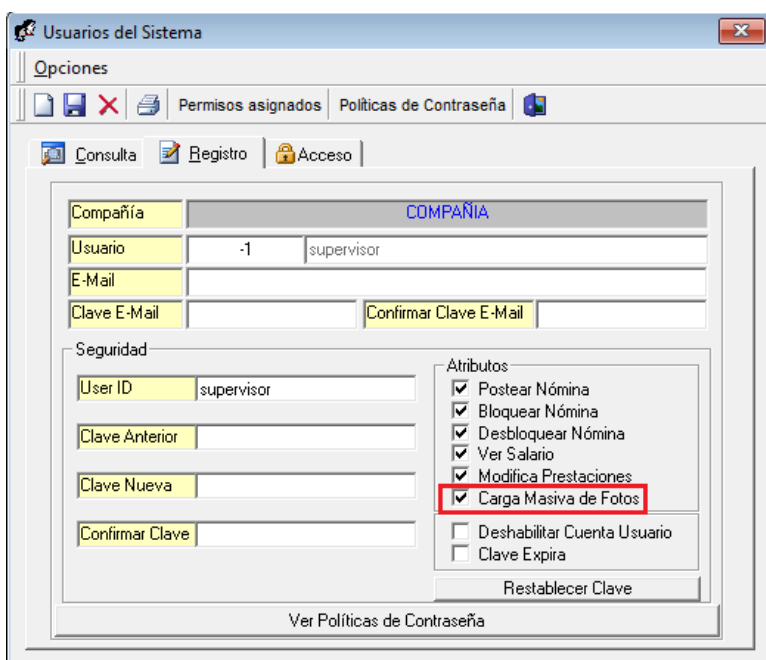 Usuarios del Sistema
Opciones
Permisos asignados Políticas de Contraseña
Consulta Registro Acceso
Compañía COMPAÑIA
Usuario -1 supervisor
E-Mail
Clave E-Mail Confirmar Clave E-Mail
Seguridad
Atributos
User ID supervisor
Postear Nómina
Bloquear Nómina
Clave Anterior
Desbloquear Nómina
Ver Salario
Clave Nueva
Modifica Prestaciones
Carga Masiva de Fotos
Confirmar Clave
Deshabilitar Cuenta Usuario
Clave Expira
Restablecer Clave
Ver Políticas de Contraseña